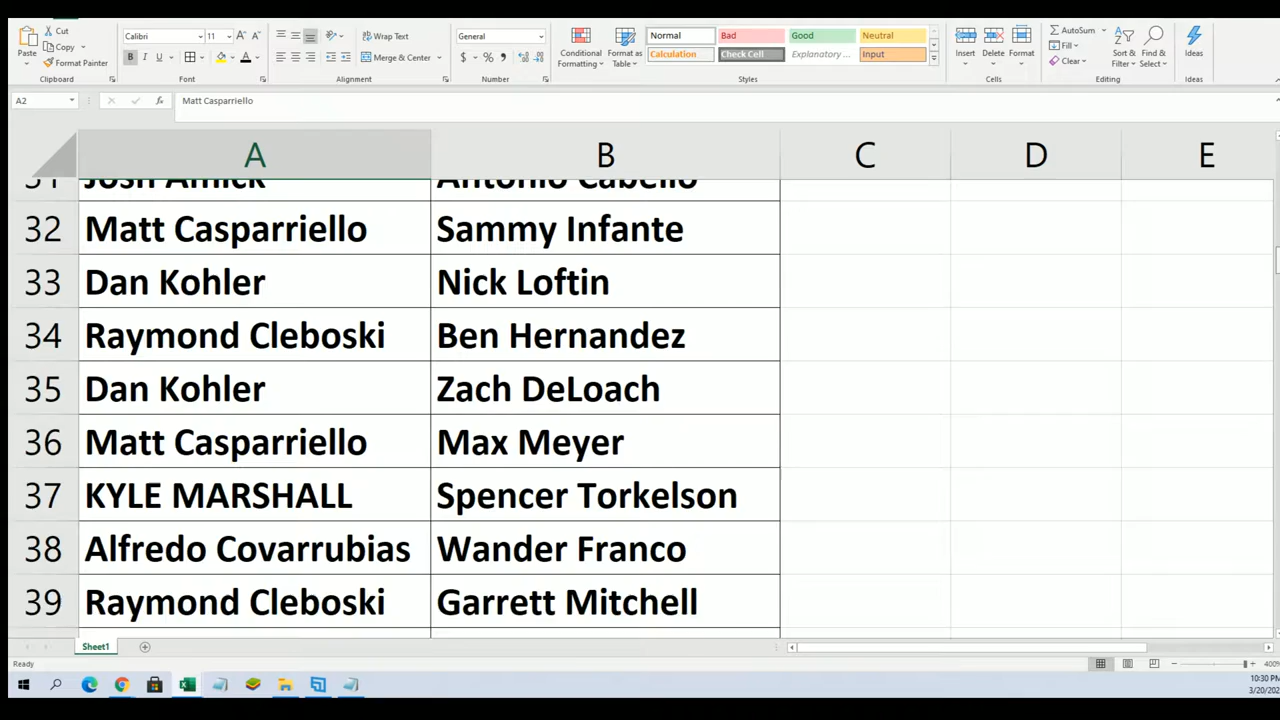 Cut
Calibri 11
Wrap Text
General
Normal Bad Good Neutral
Calculation Check Cell Explanatory ... Input
AutoSum
Fill
Clear
Copy
Format Painter
Paste
Merge & Center
Conditional Formatting
Format as Table
Insert Delete Format
Sort & Filter
Find & Select
Ideas
Clipboard Font Alignment Number Styles Cells Editing Ideas
A2 Matt Casparriello
A B C D E
31 Josh Amick Antonio Cabello
32 Matt Casparriello Sammy Infante
33 Dan Kohler Nick Loftin
34 Raymond Cleboski Ben Hernandez
35 Dan Kohler Zach DeLoach
36 Matt Casparriello Max Meyer
37 KYLE MARSHALL Spencer Torkelson
38 Alfredo Covarrubias Wander Franco
39 Raymond Cleboski Garrett Mitchell
Sheet1
Ready 400%
10:30 PM
3/20/202